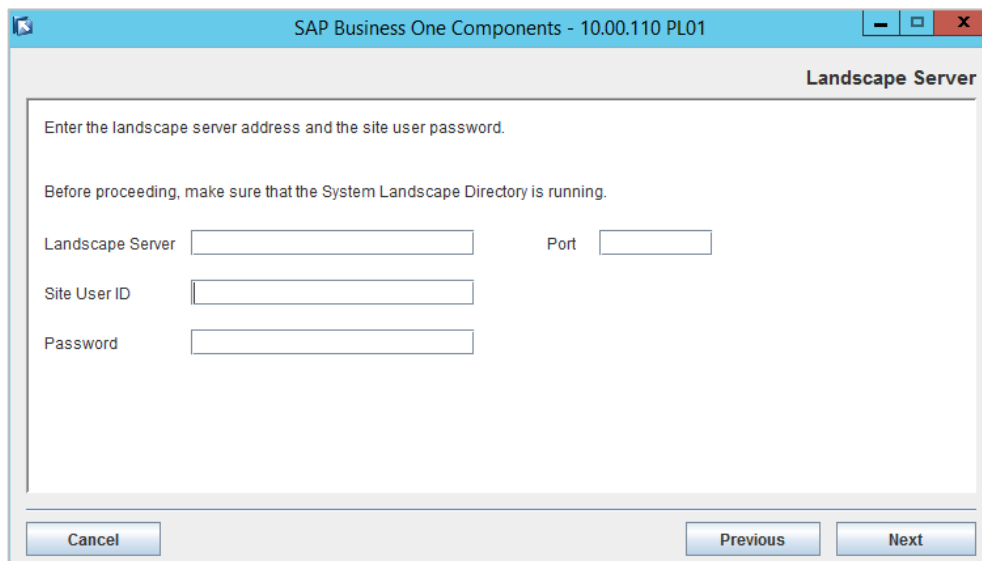 SAP Business One Components - 10.00.110 PL01
Landscape Server
Enter the landscape server address and the site user password.
Before proceeding, make sure that the System Landscape Directory is running.
Landscape Server Port
Site User ID
Password
Cancel Previous Next